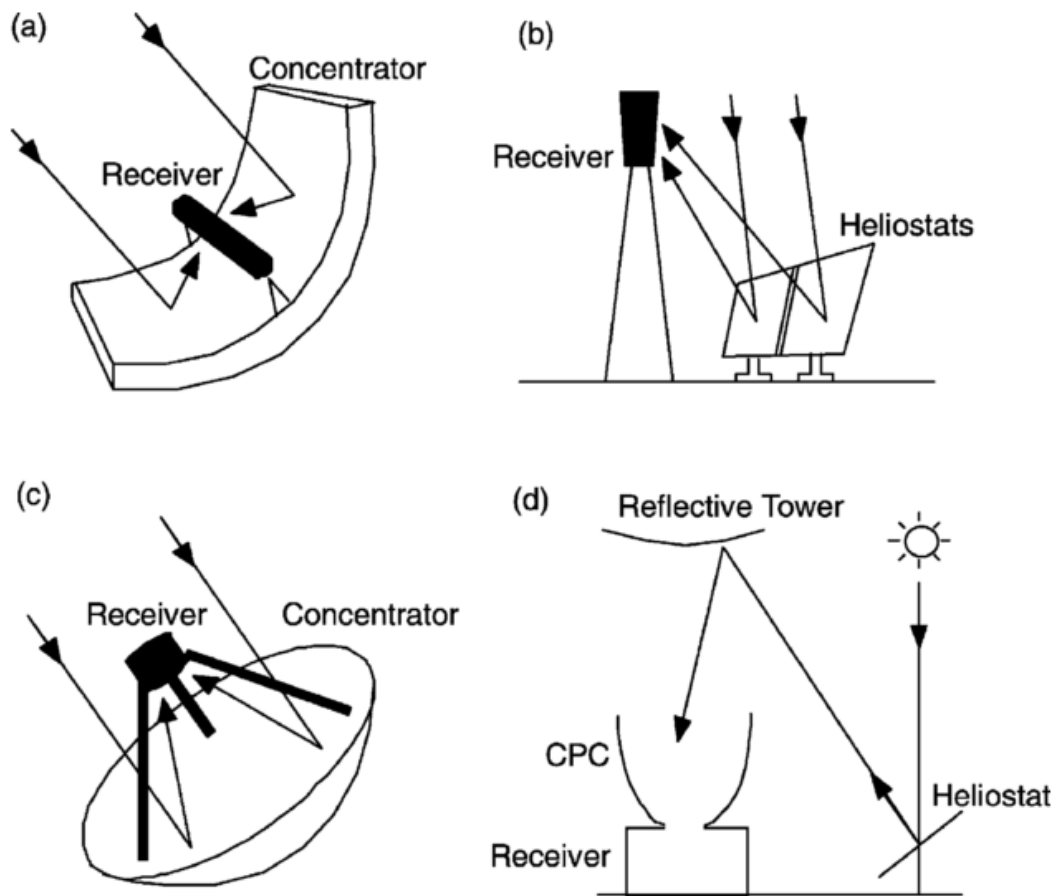 (a)
Concentrator
Receiver
(b)
Receiver
Heliostats
(c)
Receiver
Concentrator
(d)
Reflective Tower
CPC
Heliostat
Receiver